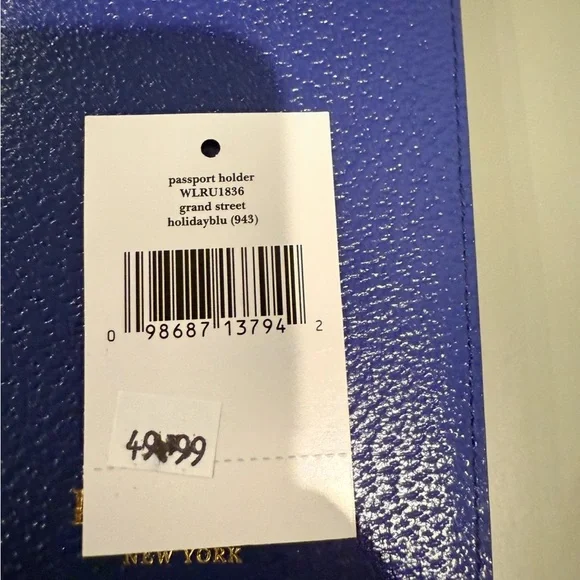 passport holder
WLRU1836
grand street
holidayblu (943)
0 98687 13794 2
49.99
NEW YORK